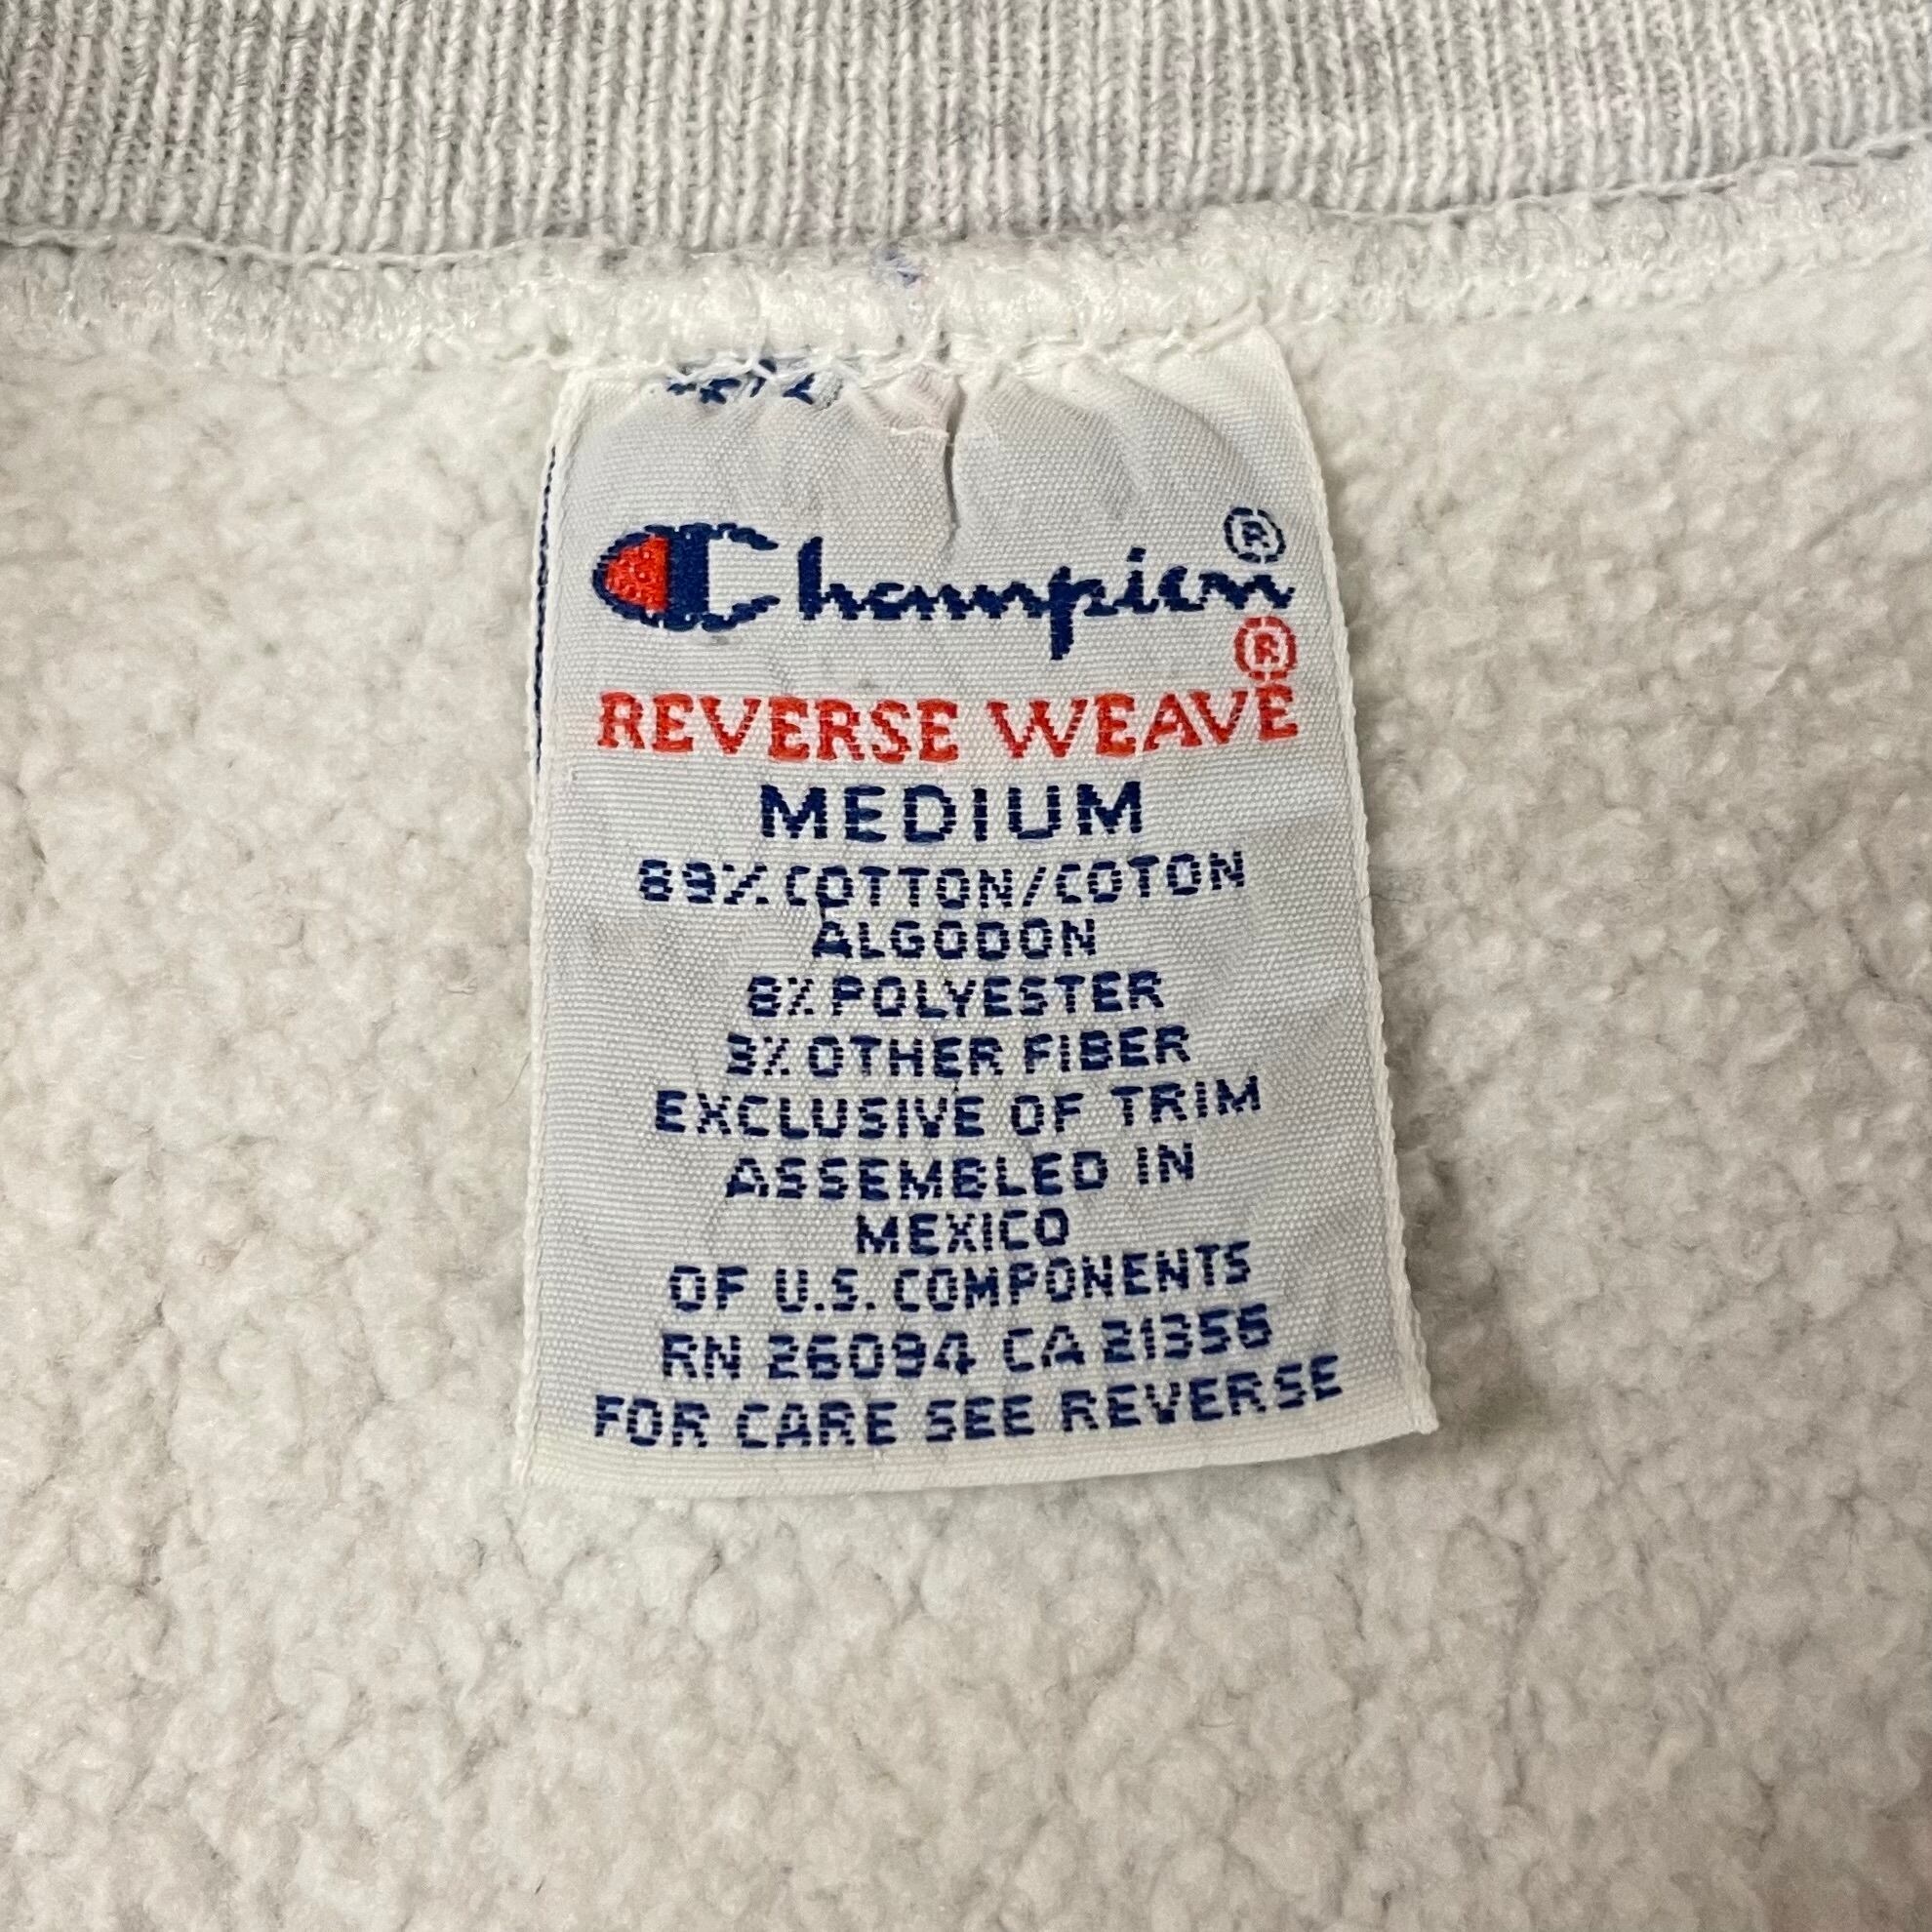 Champion®
REVERSE WEAVE®
MEDIUM
89% COTTON/COTON
ALGODON
8% POLYESTER
3% OTHER FIBER
EXCLUSIVE OF TRIM
ASSEMBLED IN
MEXICO
OF U.S. COMPONENTS
RN 26094 CA 21356
FOR CARE SEE REVERSE